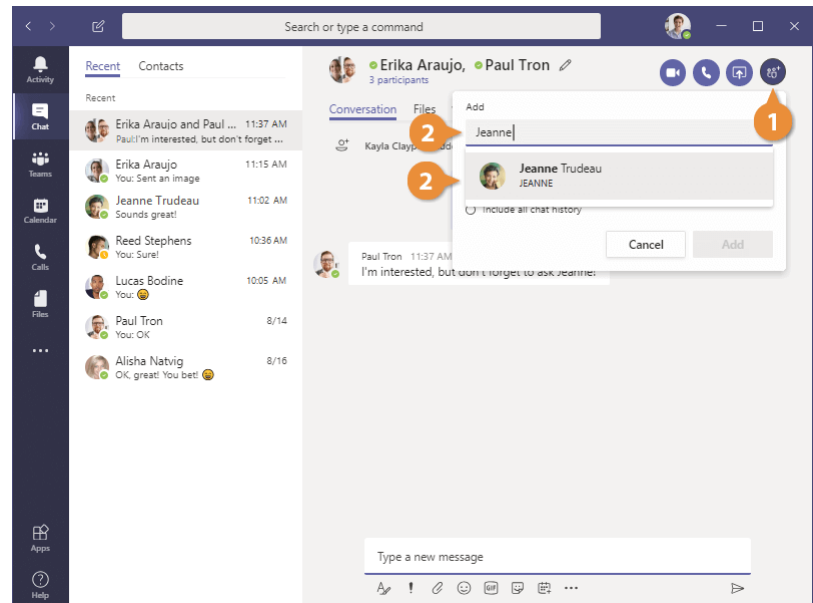 Search or type a command
Activity
Chat
Teams
Calendar
Calls
Files
Apps
Help
Recent Contacts
Recent
Erika Araujo and Paul ... 11:37 AM
Paul:I'm interested, but don't forget ...
Erika Araujo 11:15 AM
You: Sent an image
Jeanne Trudeau 11:02 AM
Sounds great!
Reed Stephens 10:36 AM
You: Sure!
Lucas Bodine 10:05 AM
You: 😄
Paul Tron 8/14
You: OK
Alisha Natvig 8/16
OK, great! You bet! 😄
Erika Araujo, Paul Tron
3 participants
Conversation Files
Kayla
Add
1
2 Jeanne
2 Jeanne Trudeau
JEANNE
Include all chat history
Cancel Add
Paul Tron 11:37 AM
I'm interested, but don't forget to ask Jeanne!
Type a new message
GIF